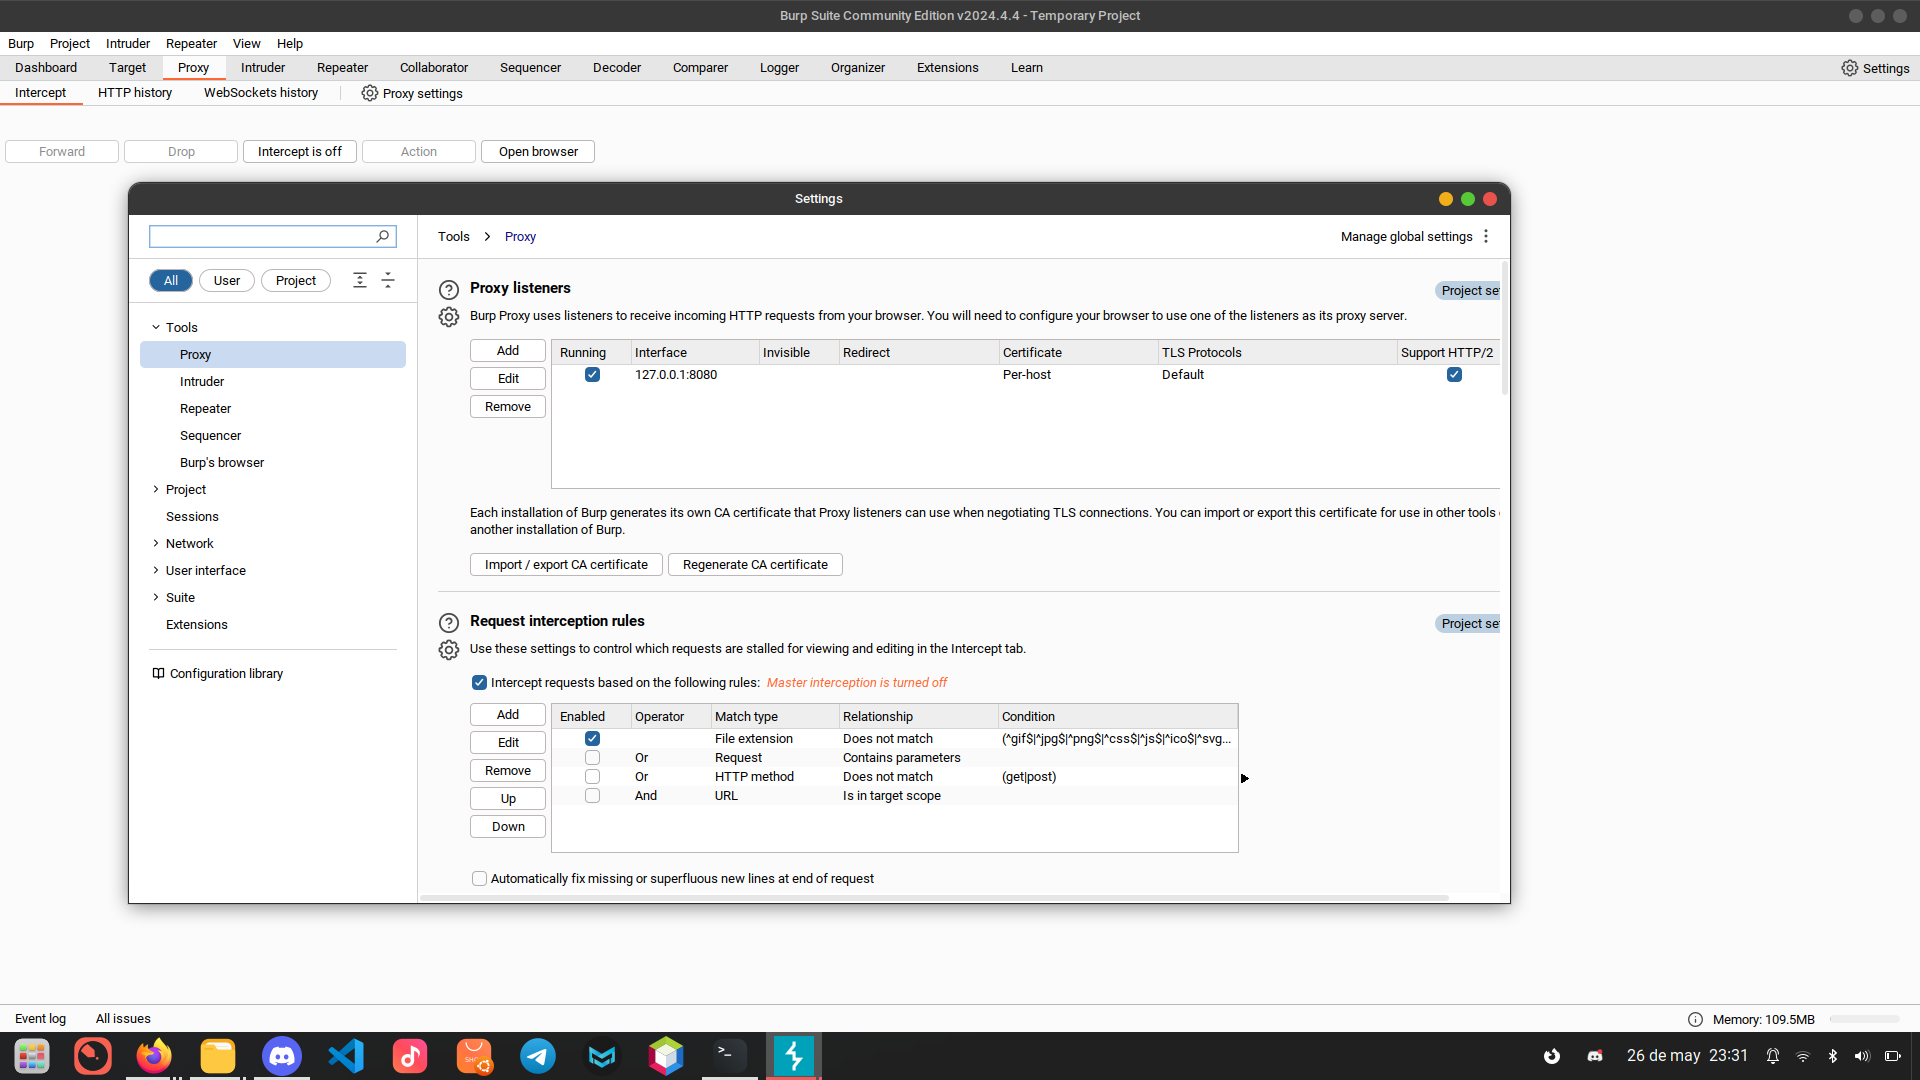 Burp Suite Community Edition v2024.4.4 - Temporary Project
Burp Project Intruder Repeater View Help
Dashboard Target Proxy Intruder Repeater Collaborator Sequencer Decoder Comparer Logger Organizer Extensions Learn Settings
Intercept HTTP history WebSockets history Proxy settings
Forward Drop Intercept is off Action Open browser
Settings
Tools > Proxy Manage global settings
All User Project
Tools
Proxy
Intruder
Repeater
Sequencer
Burp's browser
Project
Sessions
Network
User interface
Suite
Extensions
Configuration library
Proxy listeners Project se
Burp Proxy uses listeners to receive incoming HTTP requests from your browser. You will need to configure your browser to use one of the listeners as its proxy server.
Add
Edit
Remove
Running Interface Invisible Redirect Certificate TLS Protocols Support HTTP/2
127.0.0.1:8080 Per-host Default
Each installation of Burp generates its own CA certificate that Proxy listeners can use when negotiating TLS connections. You can import or export this certificate for use in other tools
another installation of Burp.
Import / export CA certificate Regenerate CA certificate
Request interception rules Project se
Use these settings to control which requests are stalled for viewing and editing in the Intercept tab.
Intercept requests based on the following rules: Master interception is turned off
Add
Edit
Remove
Up
Down
Enabled Operator Match type Relationship Condition
File extension Does not match (^gif$|^jpg$|^png$|^css$|^js$|^ico$|^svg...
Or Request Contains parameters
Or HTTP method Does not match (get|post)
And URL Is in target scope
Automatically fix missing or superfluous new lines at end of request
Event log All issues Memory: 109.5MB
26 de may 23:31